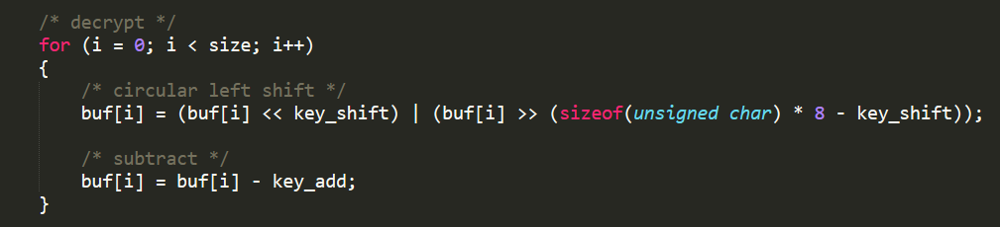 /* decrypt */
for (i = 0; i < size; i++)
{
/* circular left shift */
buf[i] = (buf[i] << key_shift) | (buf[i] >> (sizeof(unsigned char) * 8 - key_shift));
/* subtract */
buf[i] = buf[i] - key_add;
}